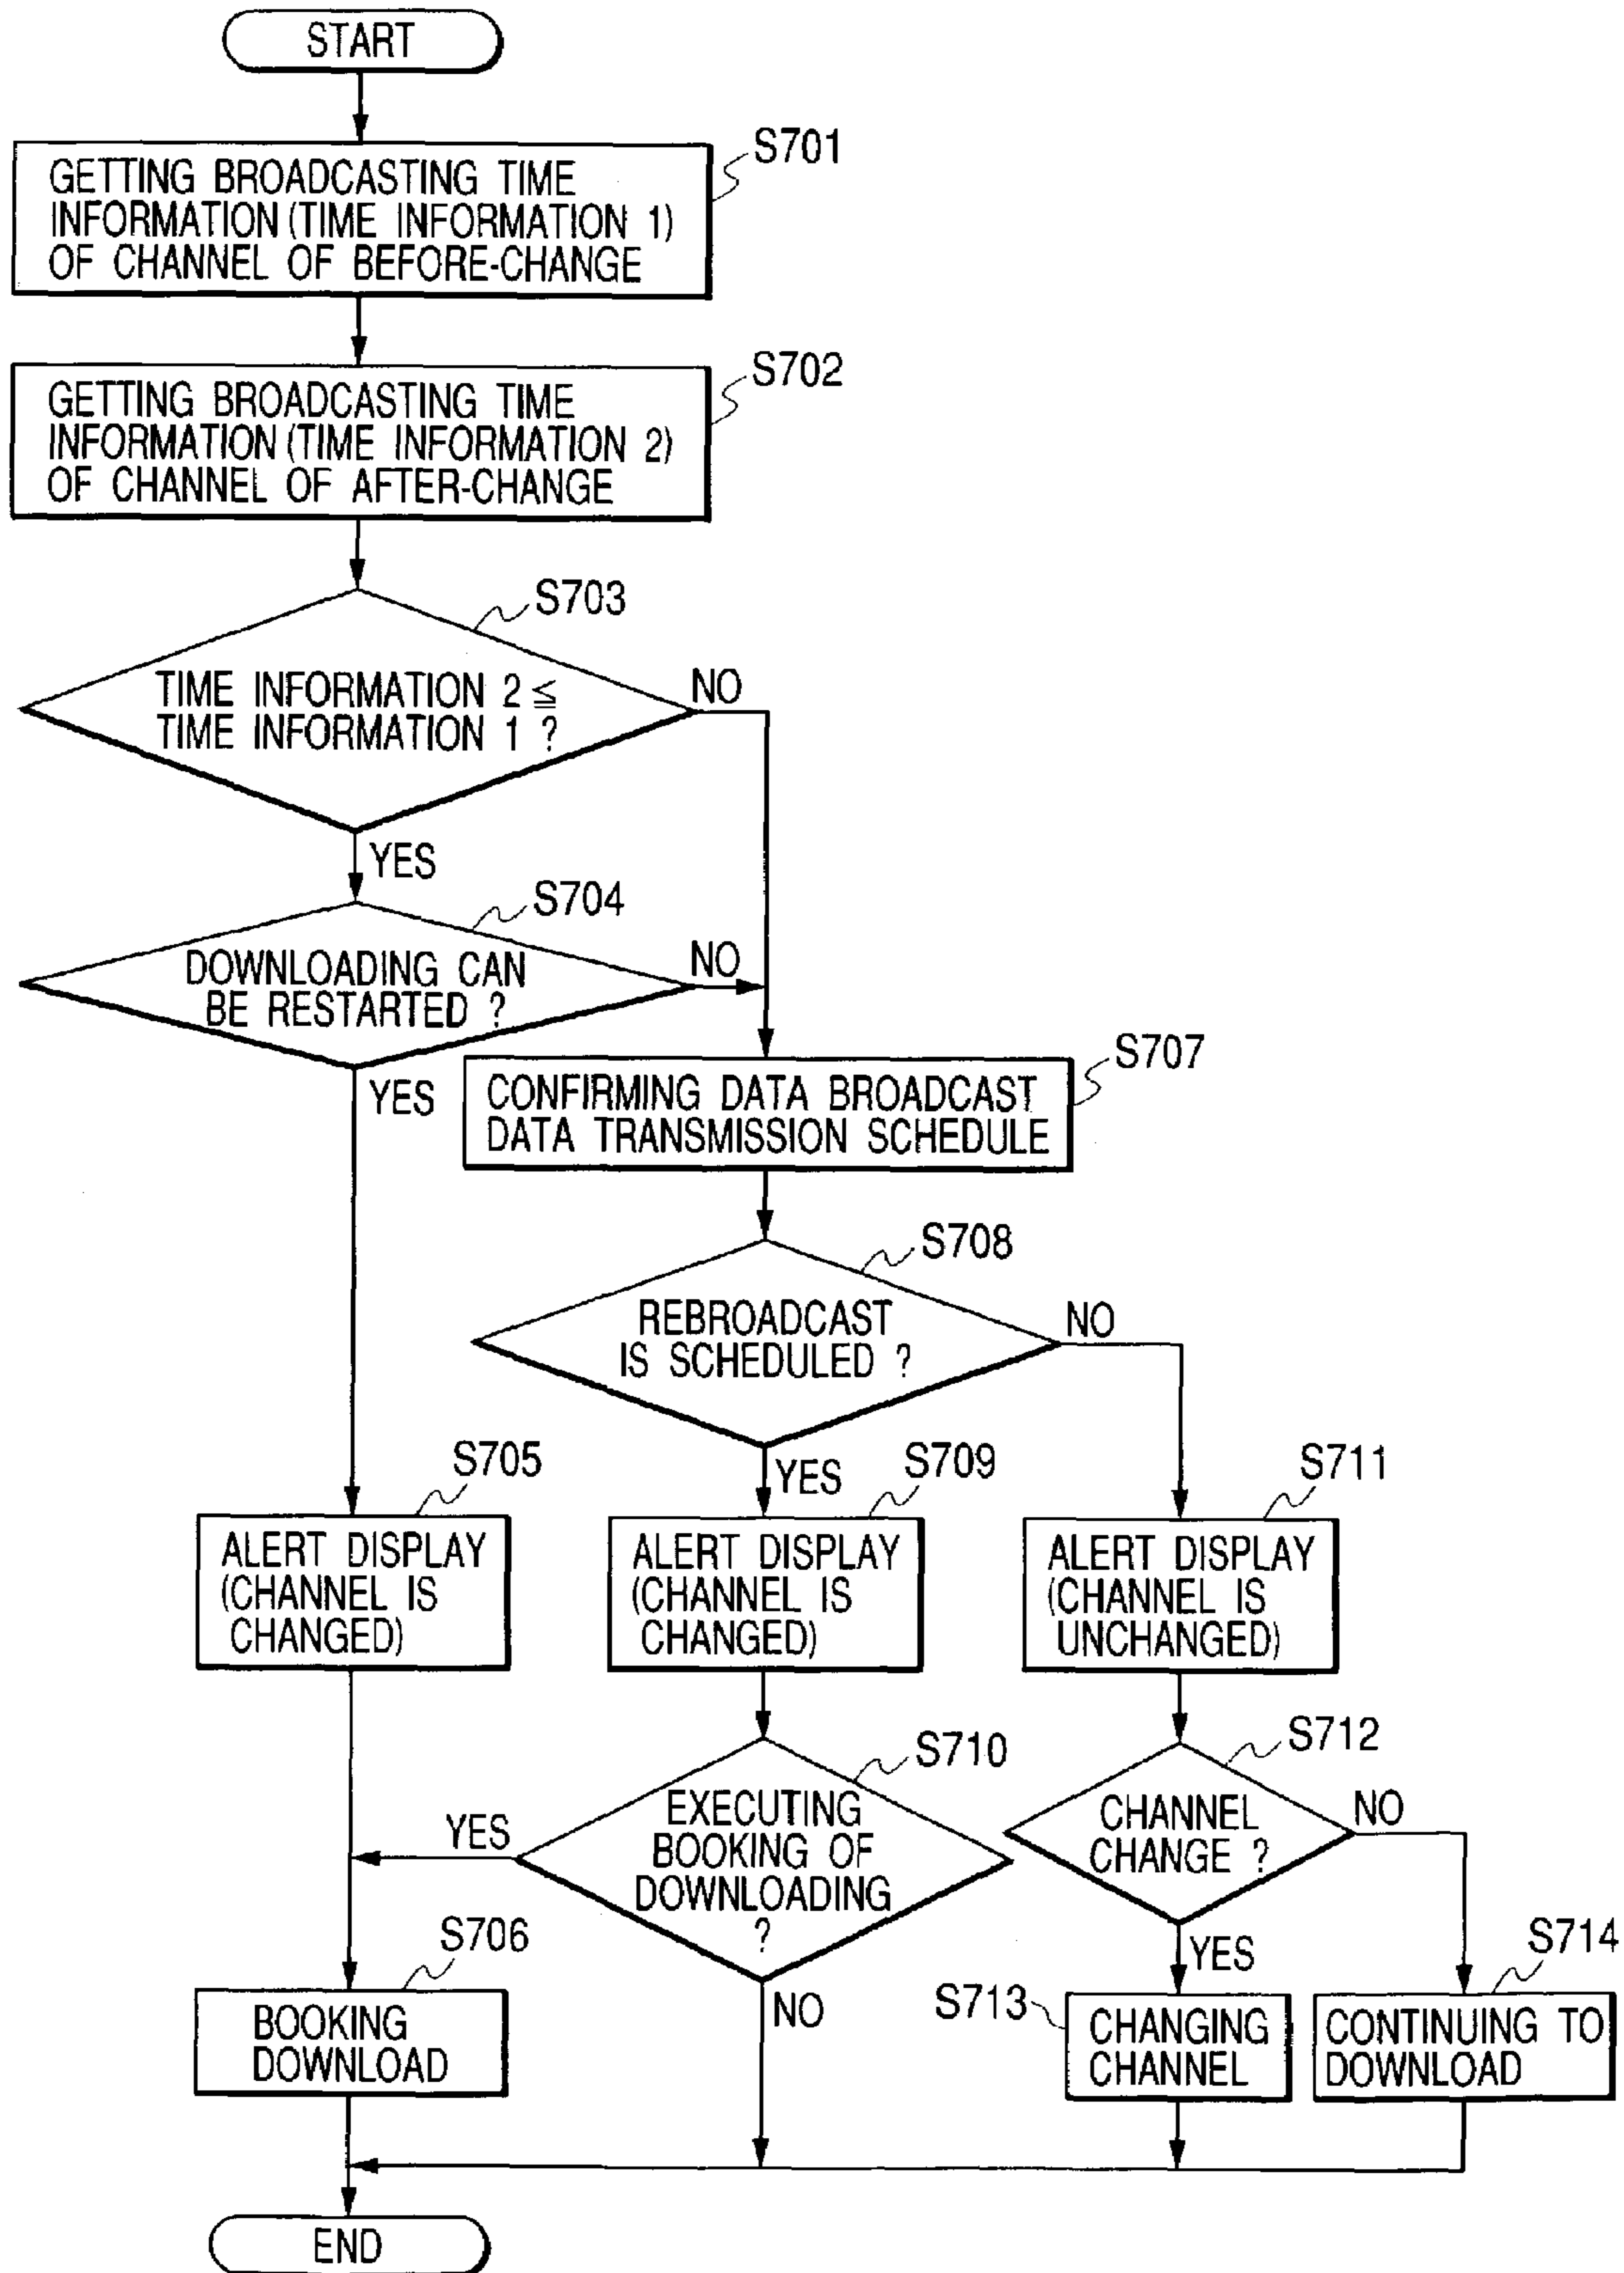 START
S701
GETTING BROADCASTING TIME
INFORMATION (TIME INFORMATION 1)
OF CHANNEL OF BEFORE-CHANGE
S702
GETTING BROADCASTING TIME
INFORMATION (TIME INFORMATION 2)
OF CHANNEL OF AFTER-CHANGE
S703
TIME INFORMATION 2 ≦
TIME INFORMATION 1 ?
NO
YES
S704
DOWNLOADING CAN
BE RESTARTED ?
NO
YES
S707
CONFIRMING DATA BROADCAST
DATA TRANSMISSION SCHEDULE
S708
REBROADCAST
IS SCHEDULED ?
NO
YES
S705
ALERT DISPLAY
(CHANNEL IS
CHANGED)
S709
ALERT DISPLAY
(CHANNEL IS
CHANGED)
S711
ALERT DISPLAY
(CHANNEL IS
UNCHANGED)
S710
EXECUTING
BOOKING OF
DOWNLOADING
?
YES
NO
S712
CHANNEL
CHANGE ?
NO
YES
S706
BOOKING
DOWNLOAD
S713
CHANGING
CHANNEL
S714
CONTINUING TO
DOWNLOAD
END